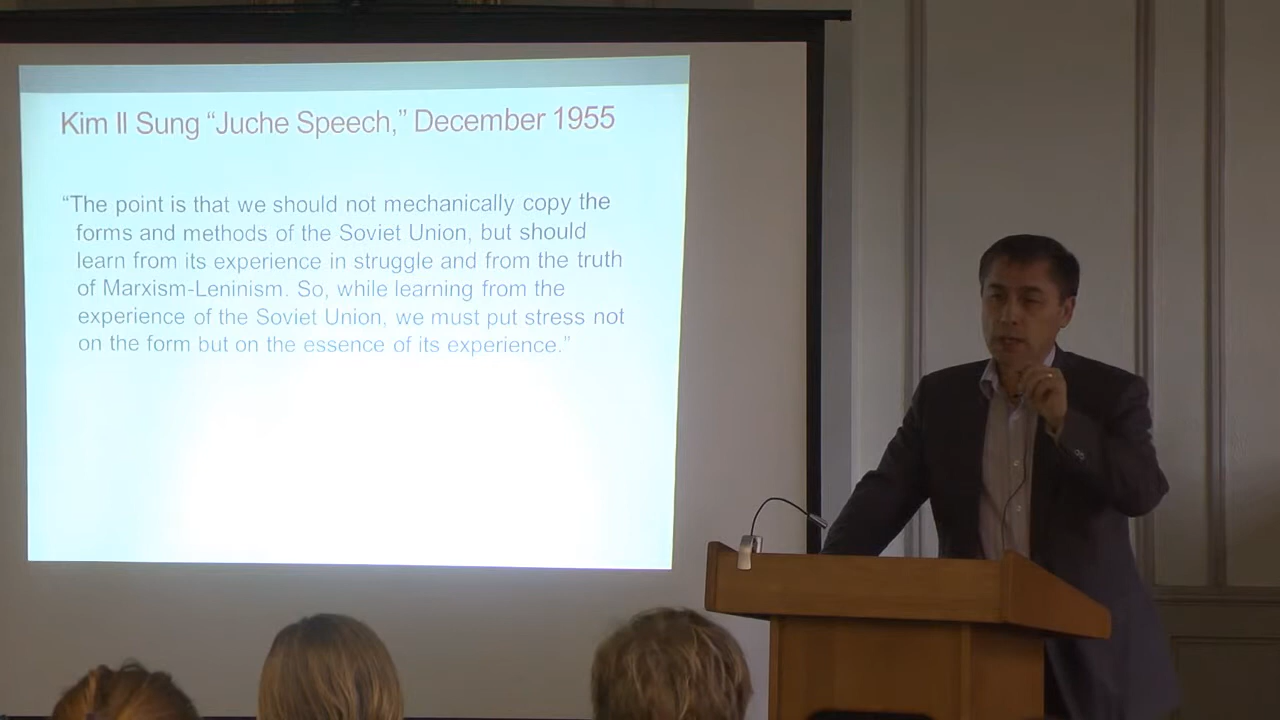 Kim Il Sung “Juche Speech,” December 1955
“The point is that we should not mechanically copy the
forms and methods of the Soviet Union, but should
learn from its experience in struggle and from the truth
of Marxism-Leninism. So, while learning from the
experience of the Soviet Union, we must put stress not
on the form but on the essence of its experience.”